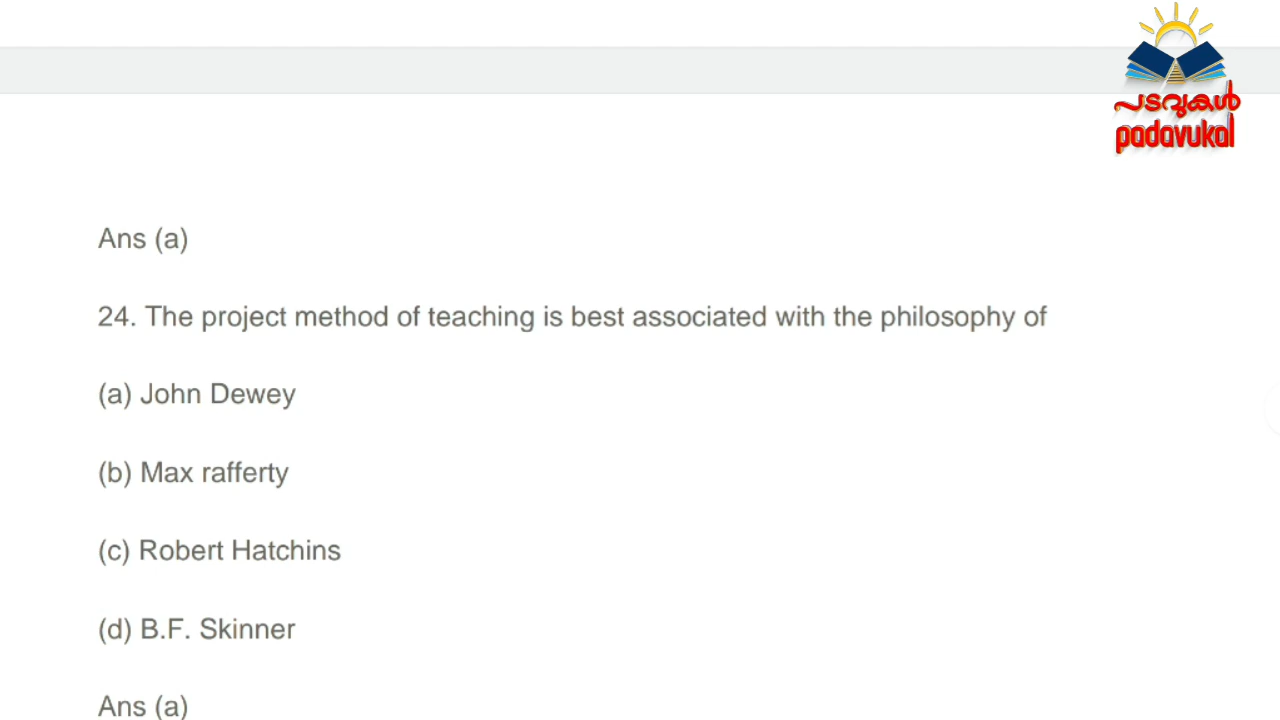 പടവുകൾ
padavukal
Ans (a)
24. The project method of teaching is best associated with the philosophy of
(a) John Dewey
(b) Max rafferty
(c) Robert Hatchins
(d) B.F. Skinner
Ans (a)